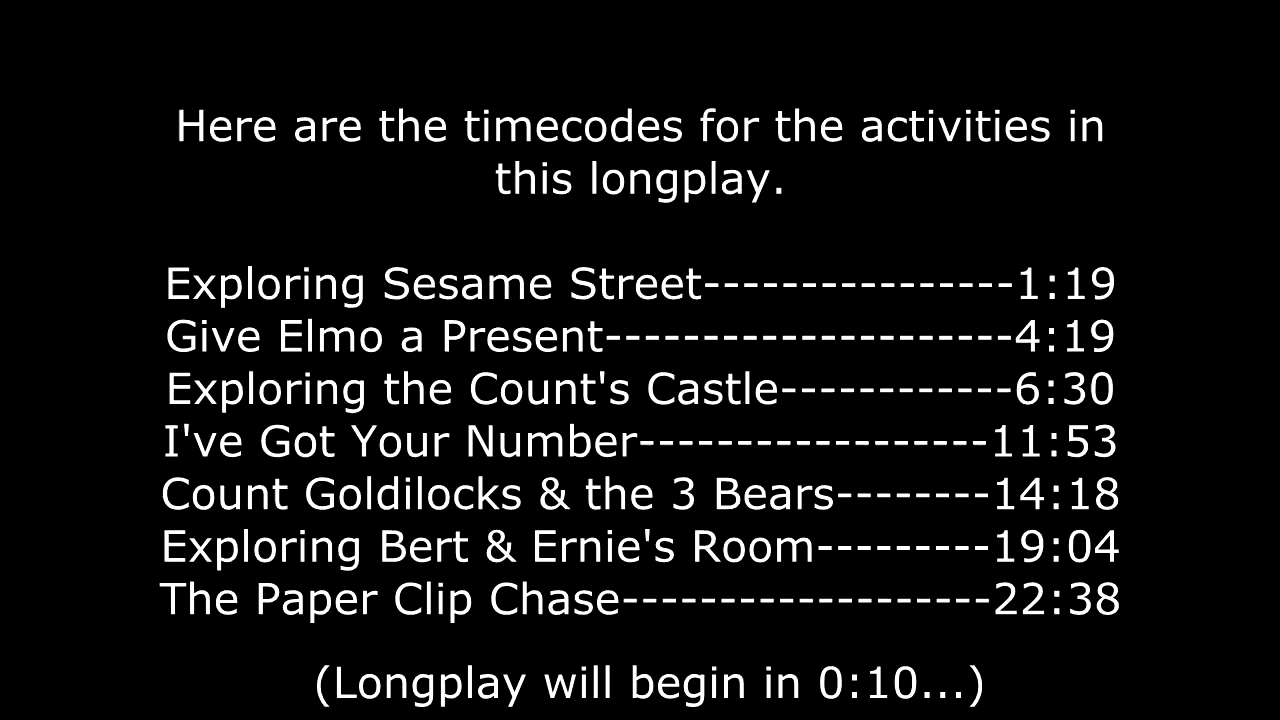 Here are the timecodes for the activities in
this longplay.
Exploring Sesame Street----------------1:19
Give Elmo a Present---------------------4:19
Exploring the Count's Castle------------6:30
I've Got Your Number------------------11:53
Count Goldilocks & the 3 Bears--------14:18
Exploring Bert & Ernie's Room---------19:04
The Paper Clip Chase-------------------22:38
(Longplay will begin in 0:10...)